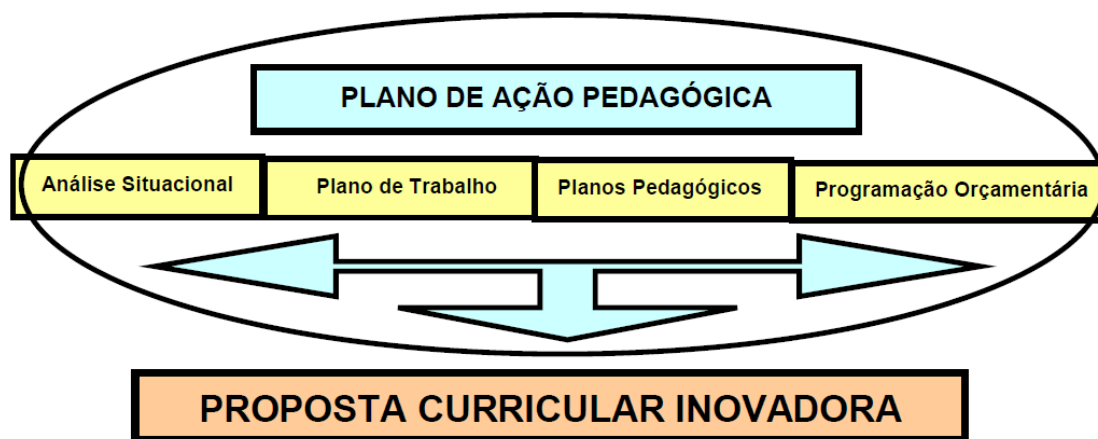 PLANO DE AÇÃO PEDAGÓGICA
Análise Situacional
Plano de Trabalho
Planos Pedagógicos
Programação Orçamentária
PROPOSTA CURRICULAR INOVADORA